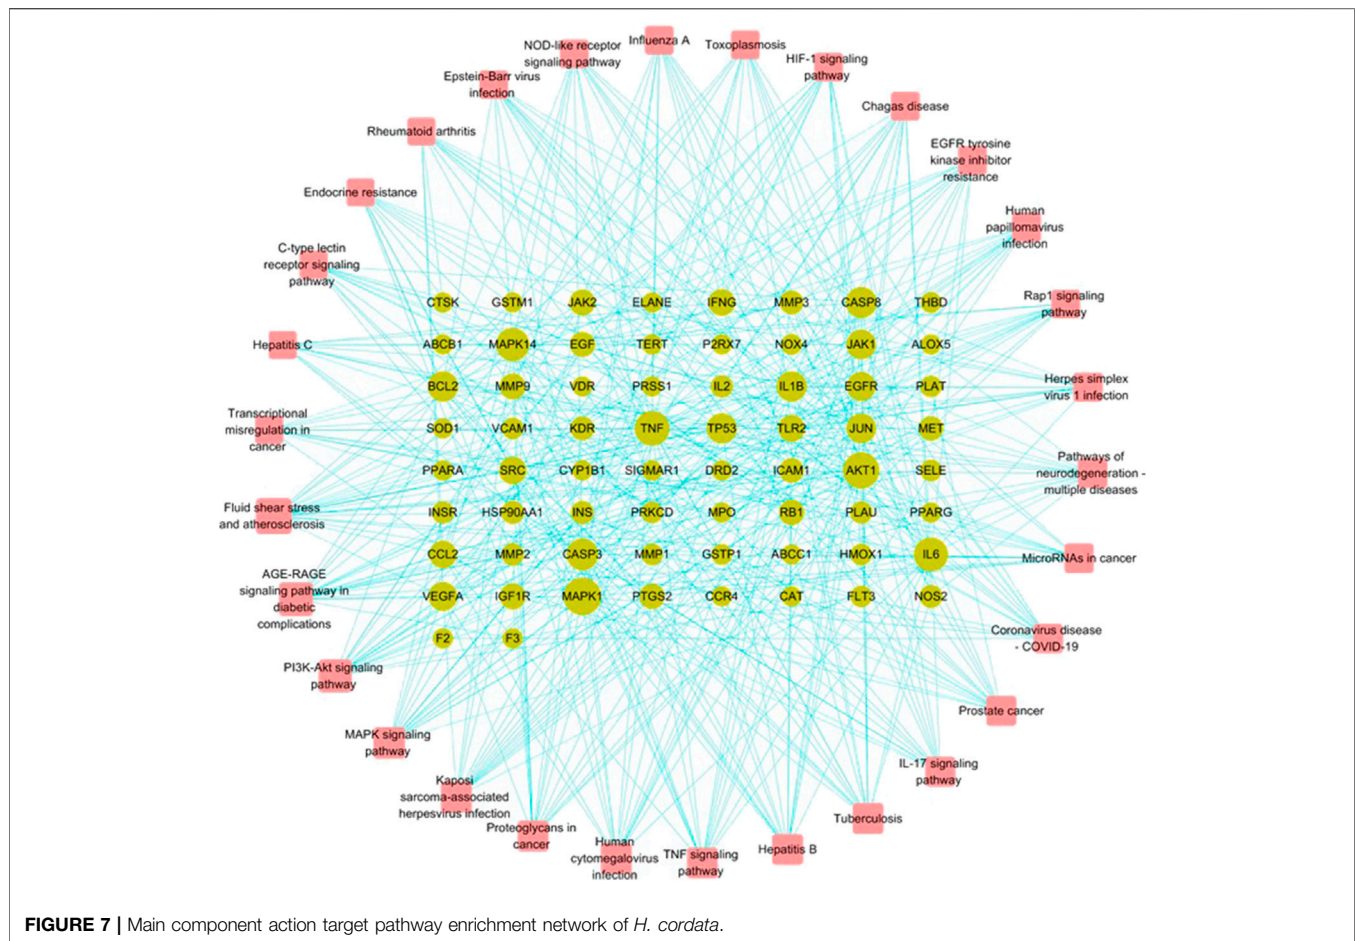 NOD-like receptor
signaling pathway
Influenza A
Toxoplasmosis
HIF-1 signaling
pathway
Epstein-Barr virus
infection
Chagas disease
Rheumatoid arthritis
EGFR tyrosine
kinase inhibitor
resistance
Endocrine resistance
Human
papillomavirus
infection
C-type lectin
receptor signaling
pathway
Rap1 signaling
pathway
Hepatitis C
Herpes simplex
virus 1 infection
Transcriptional
misregulation in
cancer
Pathways of
neurodegeneration -
multiple diseases
Fluid shear stress
and atherosclerosis
MicroRNAs in cancer
AGE-RAGE
signaling pathway in
diabetic
complications
Coronavirus disease
- COVID-19
PI3K-Akt signaling
pathway
Prostate cancer
MAPK signaling
pathway
IL-17 signaling
pathway
Kaposi
sarcoma-associated
herpesvirus infection
Tuberculosis
Proteoglycans in
cancer
Human
cytomegalovirus
infection
TNF signaling
pathway
Hepatitis B
CTSK GSTM1 JAK2 ELANE IFNG MMP3 CASP8 THBD
ABCB1 MAPK14 EGF TERT P2RX7 NOX4 JAK1 ALOX5
BCL2 MMP9 VDR PRSS1 IL2 IL1B EGFR PLAT
SOD1 VCAM1 KDR TNF TP53 TLR2 JUN MET
PPARA SRC CYP1B1 SIGMAR1 DRD2 ICAM1 AKT1 SELE
INSR HSP90AA1 INS PRKCD MPO RB1 PLAU PPARG
CCL2 MMP2 CASP3 MMP1 GSTP1 ABCC1 HMOX1 IL6
VEGFA IGF1R MAPK1 PTGS2 CCR4 CAT FLT3 NOS2
F2 F3
FIGURE 7 | Main component action target pathway enrichment network of H. cordata.